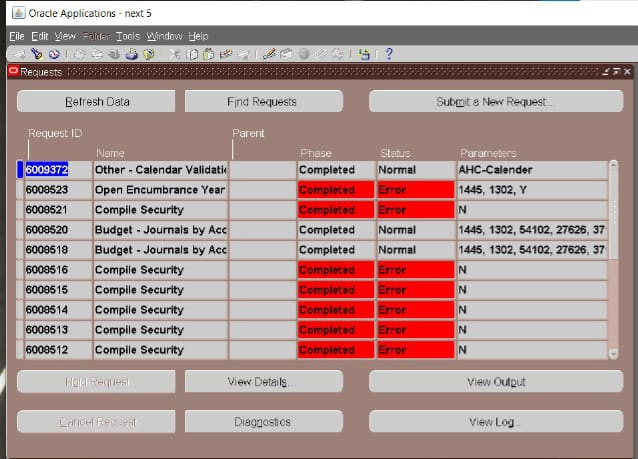 Oracle Applications - next 5
File Edit View Folder Tools Window Help
Requests
Refresh Data Find Requests Submit a New Request...
Request ID Parent
Name Phase Status Parameters
6009372 Other - Calendar Validatio Completed Normal AHC-Calender
6008523 Open Encumbrance Year Completed Error 1445, 1302, Y
6008521 Compile Security Completed Error N
6008520 Budget - Journals by Acc Completed Normal 1445, 1302, 54102, 27626, 37
6008518 Budget - Journals by Acc Completed Normal 1445, 1302, 54102, 27626, 37
6008516 Compile Security Completed Error N
6008515 Compile Security Completed Error N
6008514 Compile Security Completed Error N
6008513 Compile Security Completed Error N
6008512 Compile Security Completed Error N
Hold Request View Details... View Output
Cancel Request Diagnostics View Log...